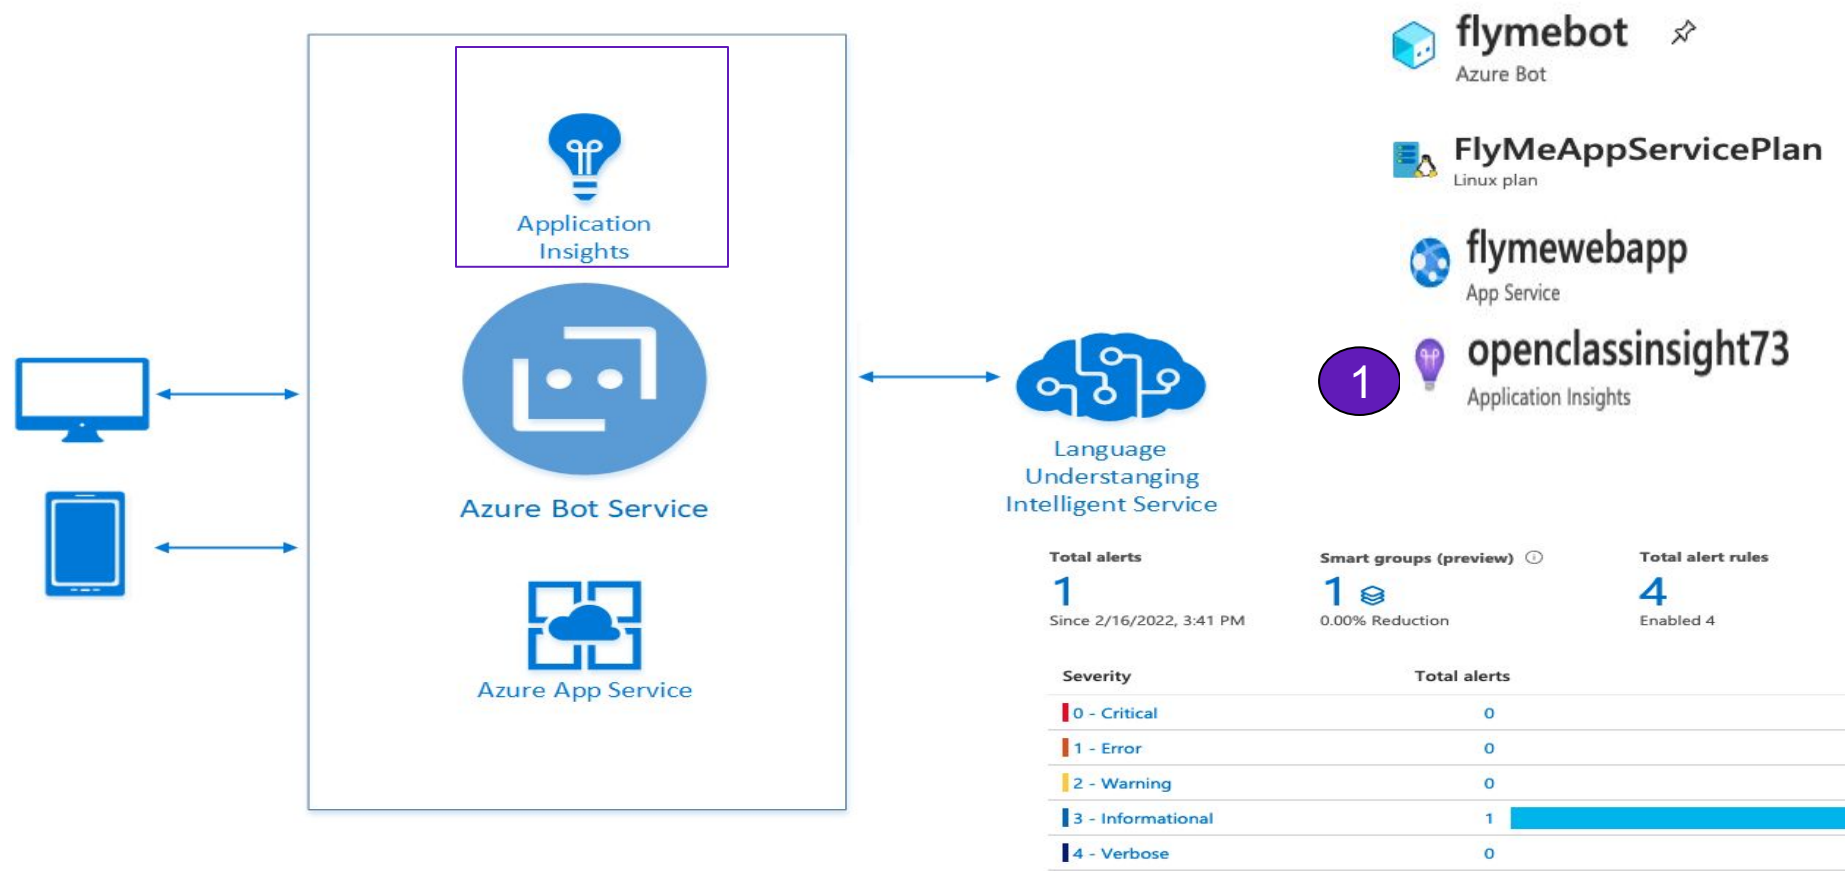 Application
Insights
Azure Bot Service
Azure App Service
Language
Understanging
Intelligent Service
flymebot
Azure Bot
FlyMeAppServicePlan
Linux plan
flymewebapp
App Service
1
openclassinsight73
Application Insights
Total alerts
1
Since 2/16/2022, 3:41 PM
Smart groups (preview)
1
0.00% Reduction
Total alert rules
4
Enabled 4
Severity Total alerts
0 - Critical 0
1 - Error 0
2 - Warning 0
3 - Informational 1
4 - Verbose 0